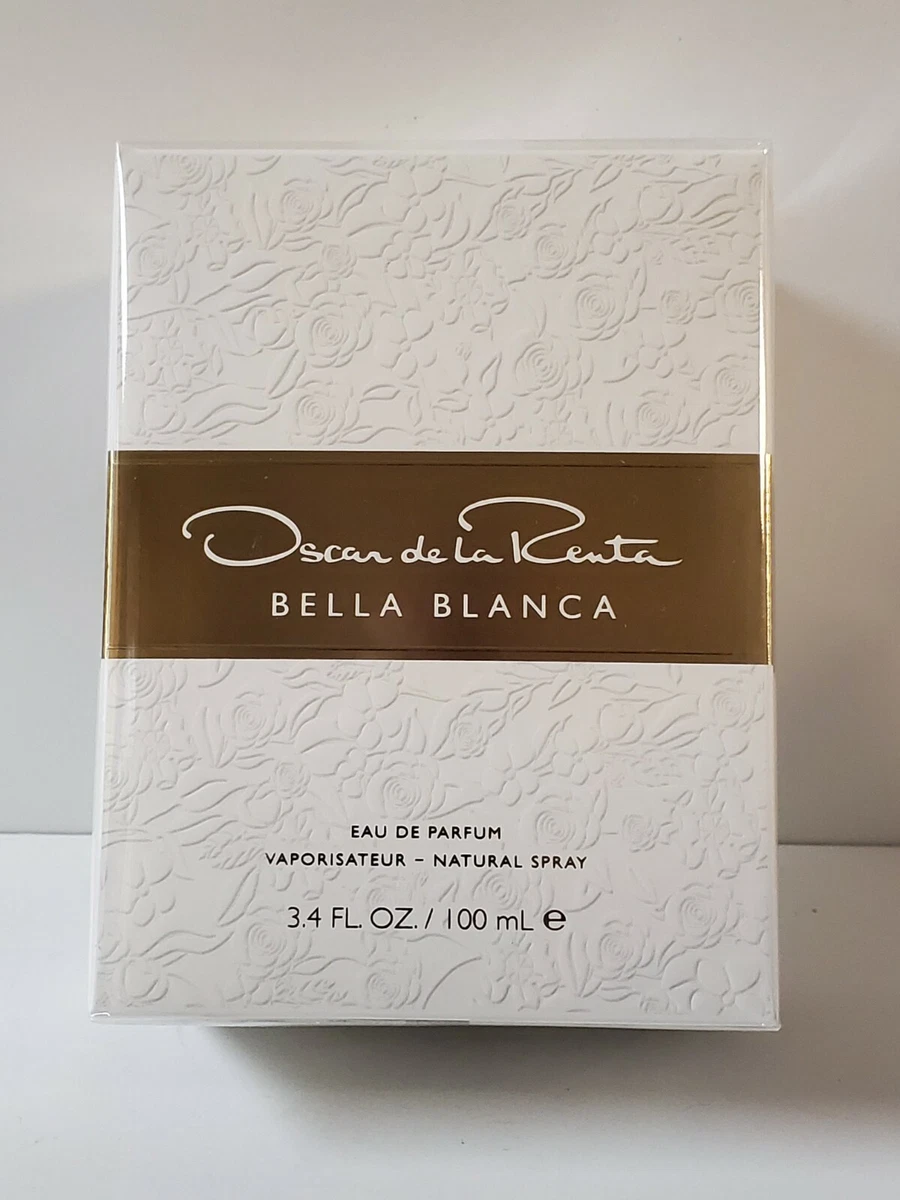 Oscar de la Renta
BELLA BLANCA
EAU DE PARFUM
VAPORISATEUR – NATURAL SPRAY
3.4 FL. OZ. / 100 mL ℮